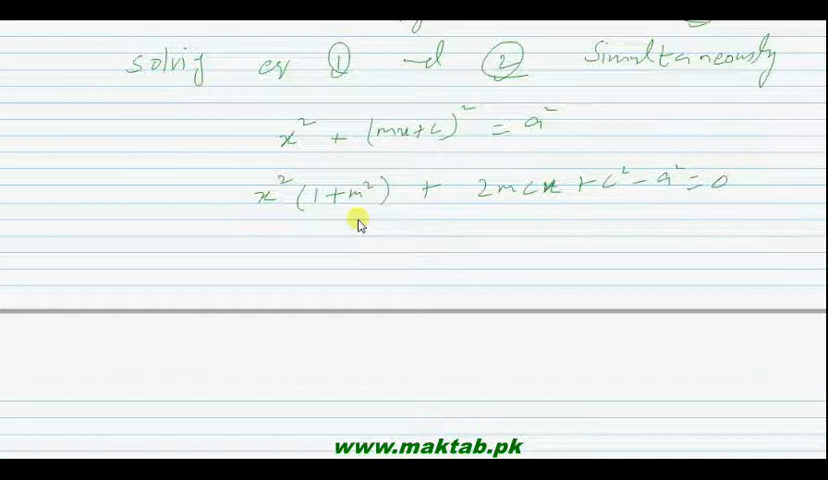 solving eq ① and ② Simultaneously
x² + (mx+c)² = a²
x² (1+m²) + 2mcx + c² - a² = 0
www.maktab.pk